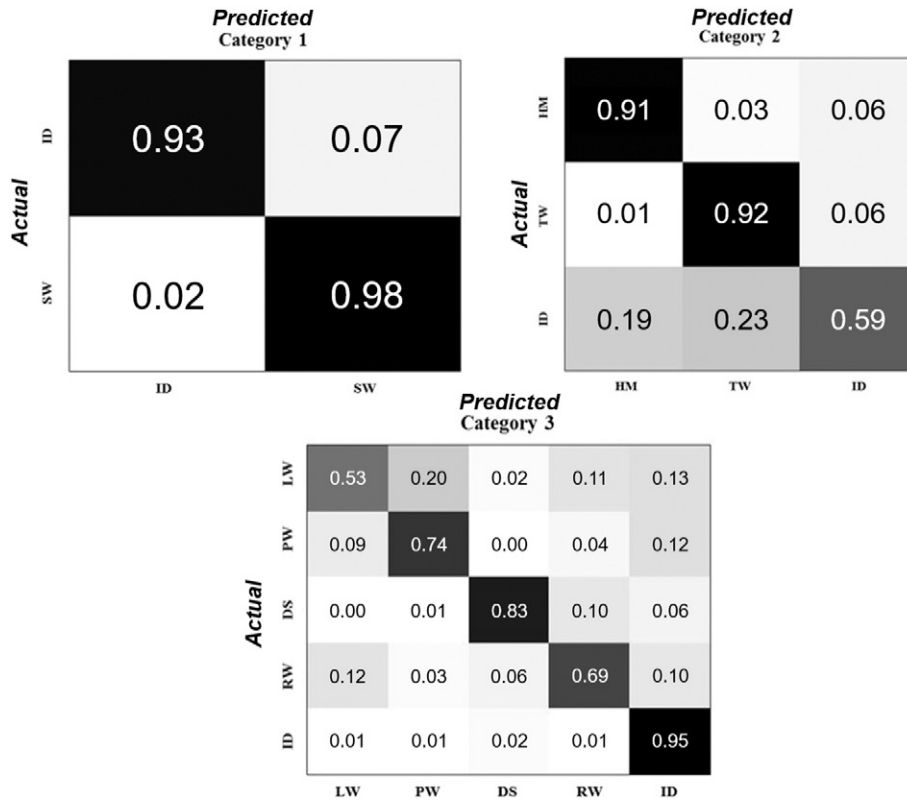 Predicted
Category 1
Actual
ID
0.93 0.07
SW
0.02 0.98
ID SW
Predicted
Category 2
Actual
HM
0.91 0.03 0.06
TW
0.01 0.92 0.06
ID
0.19 0.23 0.59
HM TW ID
Predicted
Category 3
Actual
LW
0.53 0.20 0.02 0.11 0.13
PW
0.09 0.74 0.00 0.04 0.12
DS
0.00 0.01 0.83 0.10 0.06
RW
0.12 0.03 0.06 0.69 0.10
ID
0.01 0.01 0.02 0.01 0.95
LW PW DS RW ID